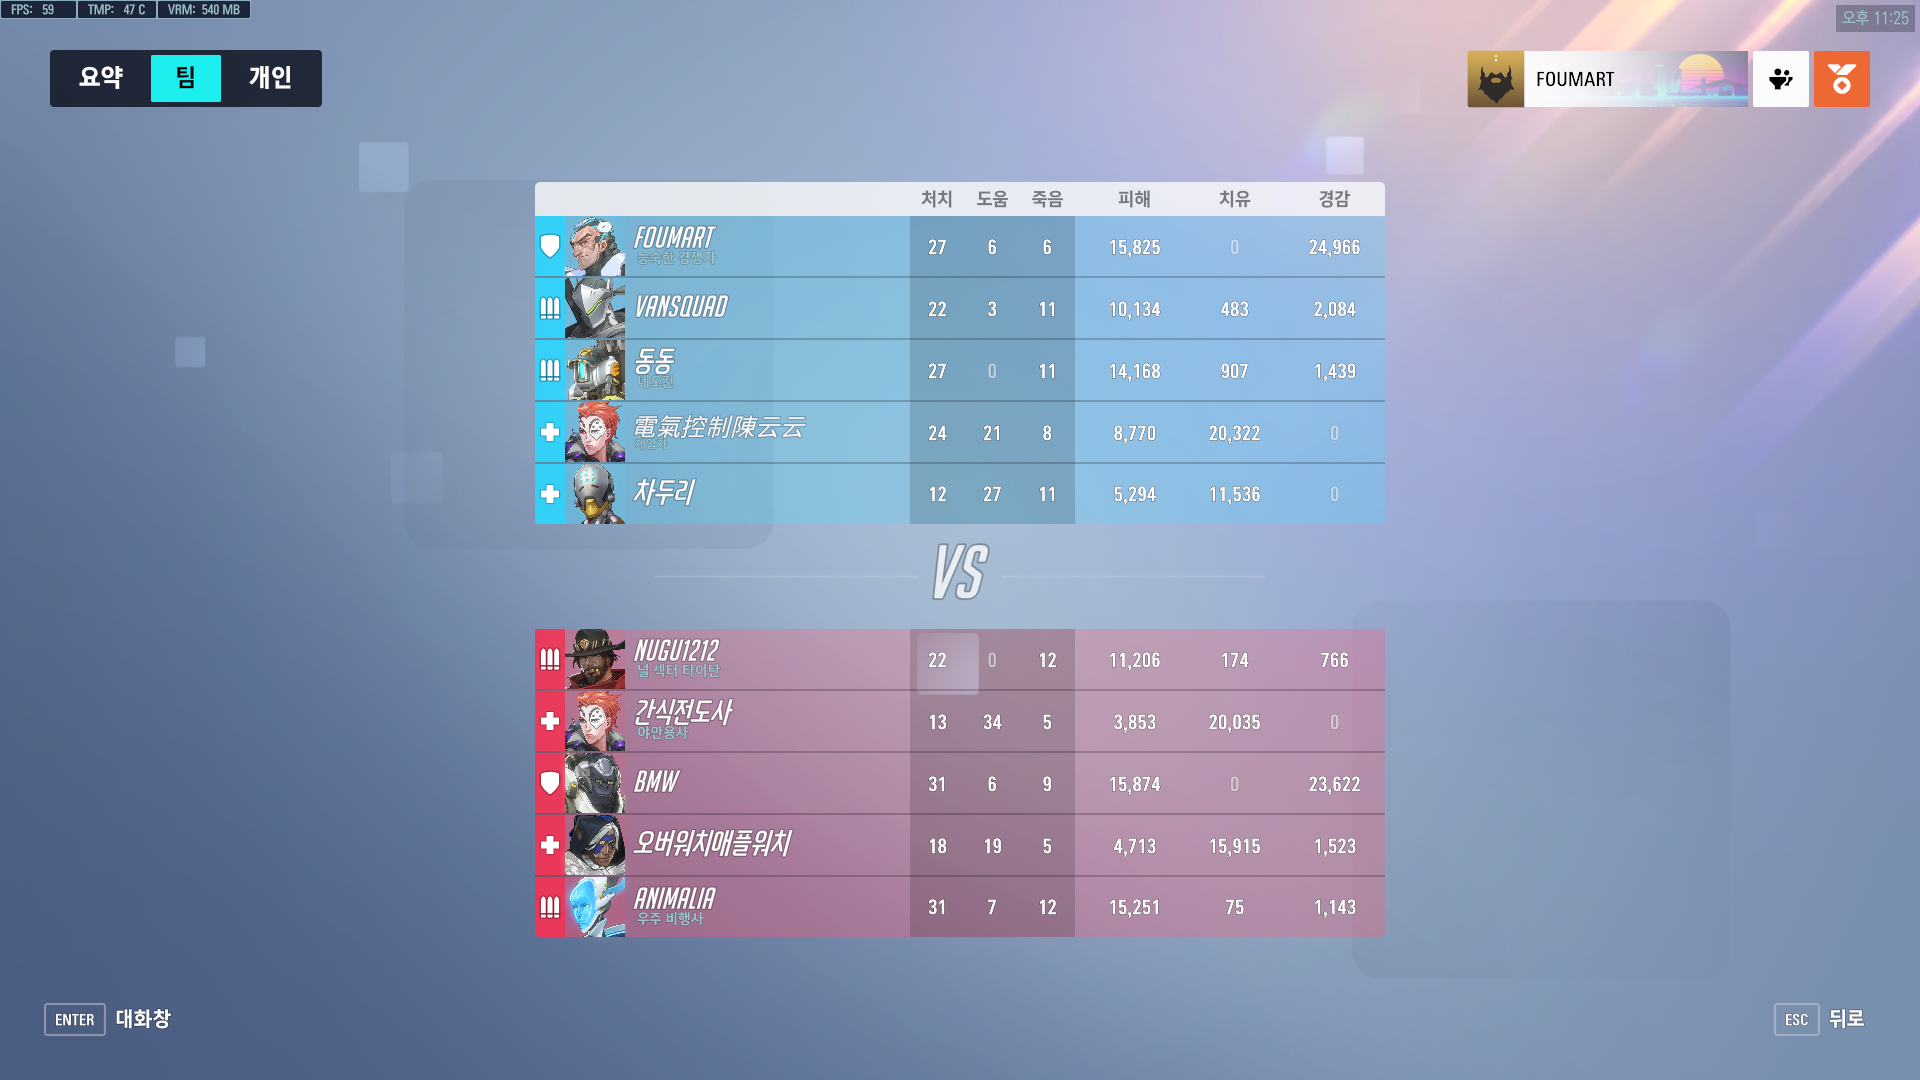 FPS: 59 TMP: 47 C VRM: 540 MB
오후 11:25
요약 팀 개인
FOUMART
처치 도움 죽음 피해 치유 경감
FOUMART 27 6 6 15,825 0 24,966
능숙한 경쟁자
VANSQUAD 22 3 11 10,134 483 2,084
동동 27 0 11 14,168 907 1,439
電氣控制陳云云 24 21 8 8,770 20,322 0
차두리 12 27 11 5,294 11,536 0
VS
NUGU1212 22 0 12 11,206 174 766
널 섹터 타이탄
간식전도사 13 34 5 3,853 20,035 0
야만용사
BMW 31 6 9 15,874 0 23,622
오버워치애플워치 18 19 5 4,713 15,915 1,523
ANIMALIA 31 7 12 15,251 75 1,143
우주 비행사
ENTER 대화창
ESC 뒤로